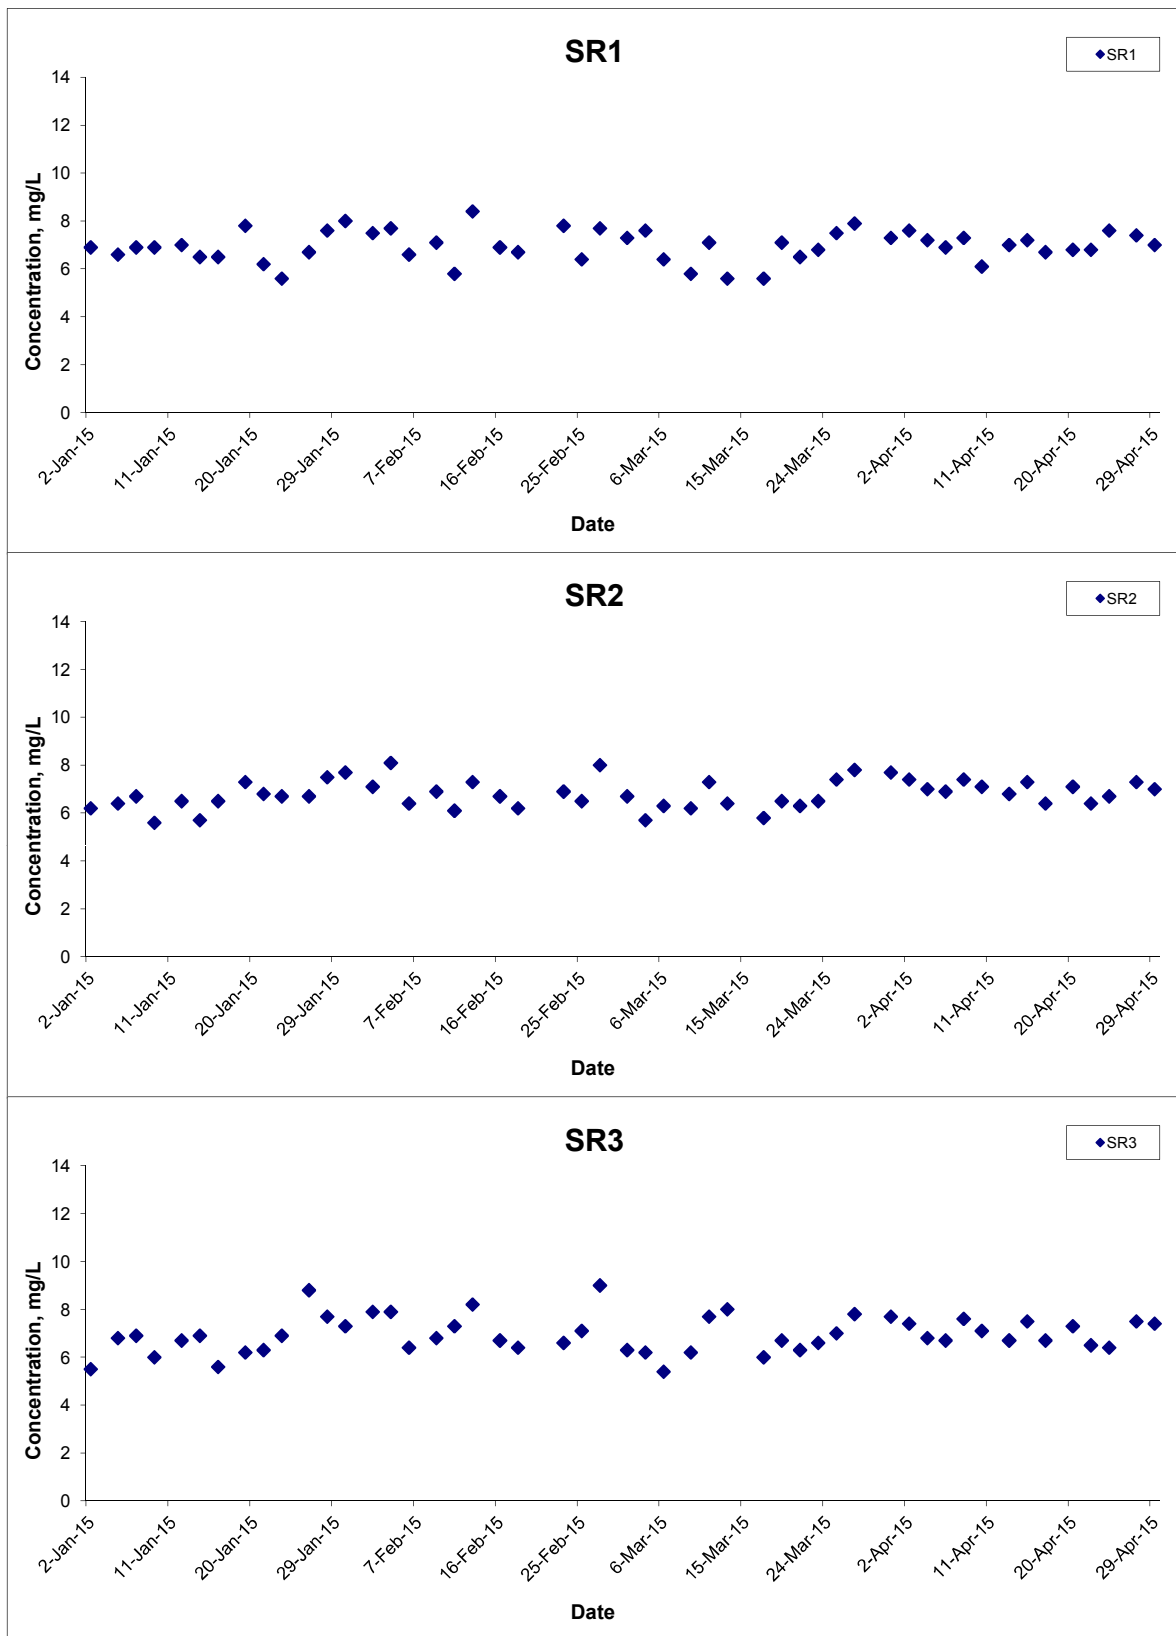 SR1
SR1
14
12
10
8
6
4
2
0
Concentration, mg/L
2-Jan-15
11-Jan-15
20-Jan-15
29-Jan-15
7-Feb-15
16-Feb-15
25-Feb-15
6-Mar-15
15-Mar-15
24-Mar-15
2-Apr-15
11-Apr-15
20-Apr-15
29-Apr-15
Date
SR2
SR2
14
12
10
8
6
4
2
0
Concentration, mg/L
2-Jan-15
11-Jan-15
20-Jan-15
29-Jan-15
7-Feb-15
16-Feb-15
25-Feb-15
6-Mar-15
15-Mar-15
24-Mar-15
2-Apr-15
11-Apr-15
20-Apr-15
29-Apr-15
Date
SR3
SR3
14
12
10
8
6
4
2
0
Concentration, mg/L
2-Jan-15
11-Jan-15
20-Jan-15
29-Jan-15
7-Feb-15
16-Feb-15
25-Feb-15
6-Mar-15
15-Mar-15
24-Mar-15
2-Apr-15
11-Apr-15
20-Apr-15
29-Apr-15
Date